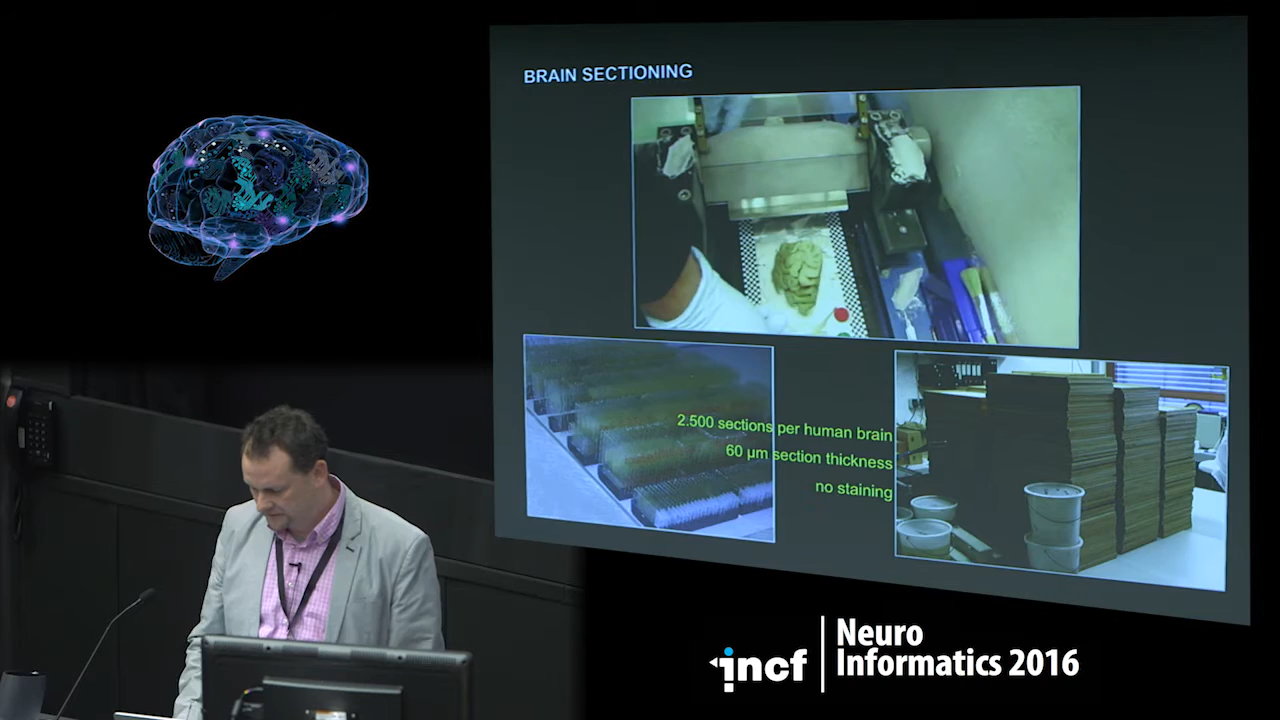 BRAIN SECTIONING
2.500 sections per human brain
60 µm section thickness
no staining
incf
Neuro
Informatics 2016